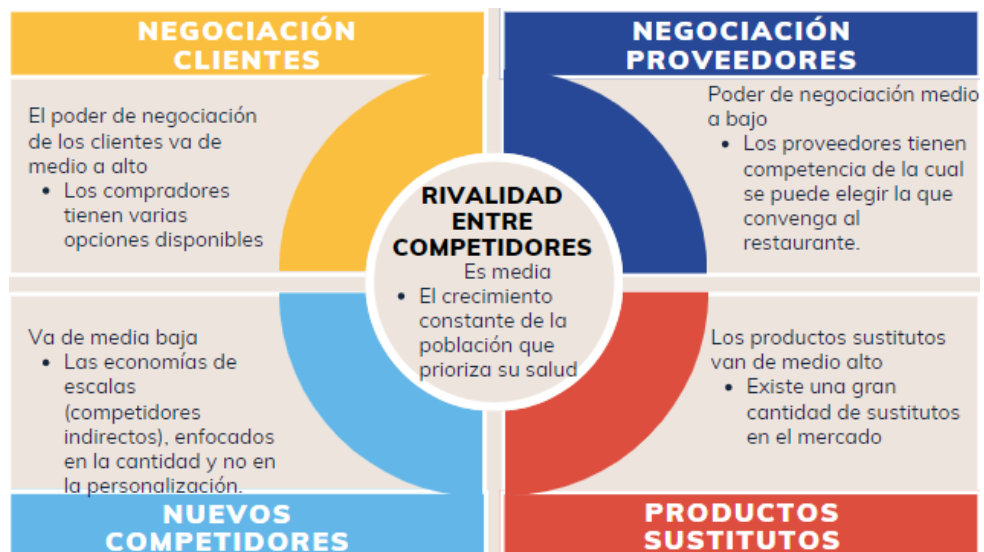 NEGOCIACIÓN
CLIENTES
El poder de negociación
de los clientes va de
medio a alto
• Los compradores
tienen varias
opciones disponibles
NEGOCIACIÓN
PROVEEDORES
Poder de negociación medio
a bajo
• Los proveedores tienen
competencia de la cual
se puede elegir la que
convenga al
restaurante.
RIVALIDAD
ENTRE
COMPETIDORES
Es media
• El crecimiento
constante de la
población que
prioriza su salud
Va de media baja
• Las economías de
escalas
(competidores
indirectos), enfocados
en la cantidad y no en
la personalización.
NUEVOS
COMPETIDORES
Los productos sustitutos
van de medio alto
• Existe una gran
cantidad de sustitutos
en el mercado
PRODUCTOS
SUSTITUTOS